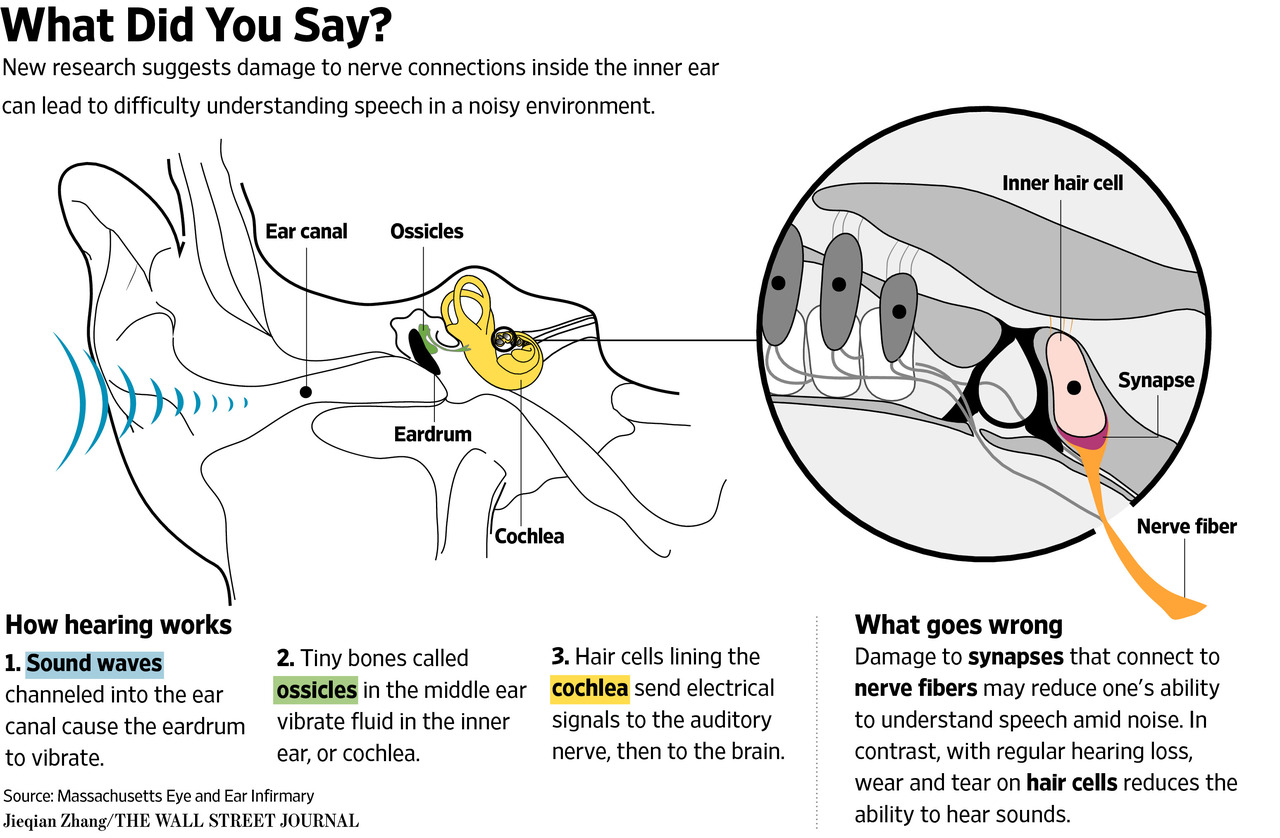 What Did You Say?
New research suggests damage to nerve connections inside the inner ear
can lead to difficulty understanding speech in a noisy environment.
Ear canal
Ossicles
Eardrum
Cochlea
Inner hair cell
Synapse
Nerve fiber
How hearing works
1. Sound waves
channeled into the ear
canal cause the eardrum
to vibrate.
2. Tiny bones called
ossicles in the middle ear
vibrate fluid in the inner
ear, or cochlea.
3. Hair cells lining the
cochlea send electrical
signals to the auditory
nerve, then to the brain.
What goes wrong
Damage to synapses that connect to
nerve fibers may reduce one’s ability
to understand speech amid noise. In
contrast, with regular hearing loss,
wear and tear on hair cells reduces the
ability to hear sounds.
Source: Massachusetts Eye and Ear Infirmary
Jieqian Zhang/THE WALL STREET JOURNAL